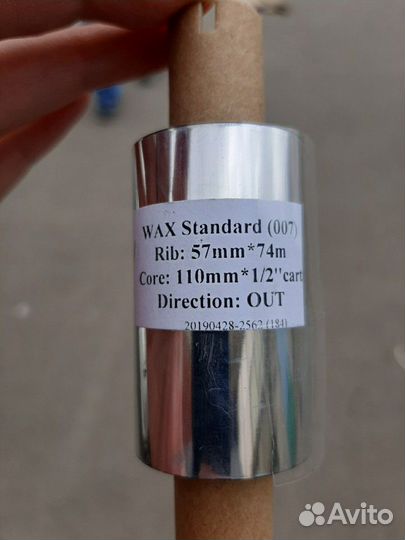 WAX Standard (007)
Rib: 57mm*74m
Core: 110mm*1/2"cart
Direction: OUT
20190428-2562 (184)
Avito